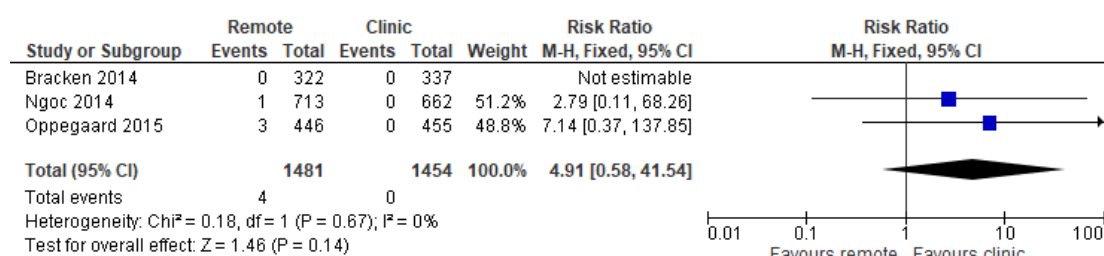 Remote Clinic Risk Ratio Risk Ratio
Study or Subgroup Events Total Events Total Weight M-H, Fixed, 95% CI M-H, Fixed, 95% CI
Bracken 2014 0 322 0 337 Not estimable
Ngoc 2014 1 713 0 662 51.2% 2.79 [0.11, 68.26]
Oppegaard 2015 3 446 0 455 48.8% 7.14 [0.37, 137.85]
Total (95% CI) 1481 1454 100.0% 4.91 [0.58, 41.54]
Total events 4 0
Heterogeneity: Chi² = 0.18, df = 1 (P = 0.67); I² = 0%
Test for overall effect: Z = 1.46 (P = 0.14)
0.01 0.1 1 10 100
Favours remote Favours clinic